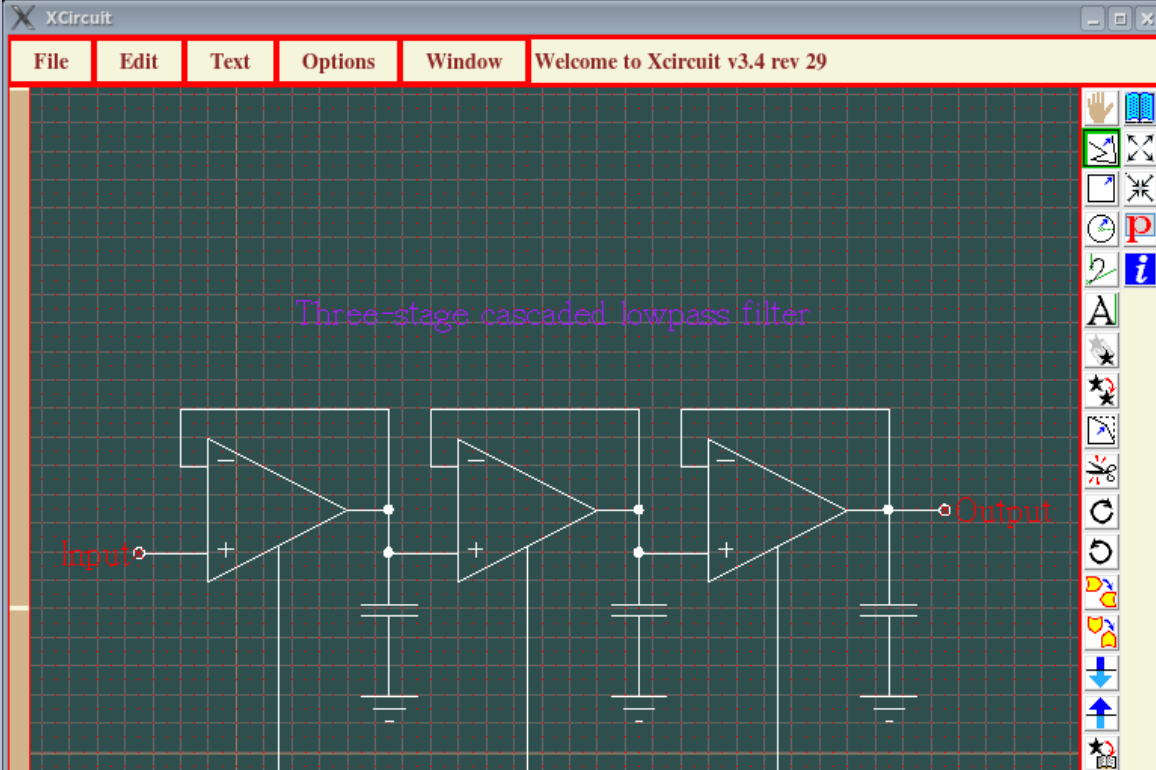 XCircuit
File Edit Text Options Window Welcome to Xcircuit v3.4 rev 29
Three-stage cascaded lowpass filter
Input
Output